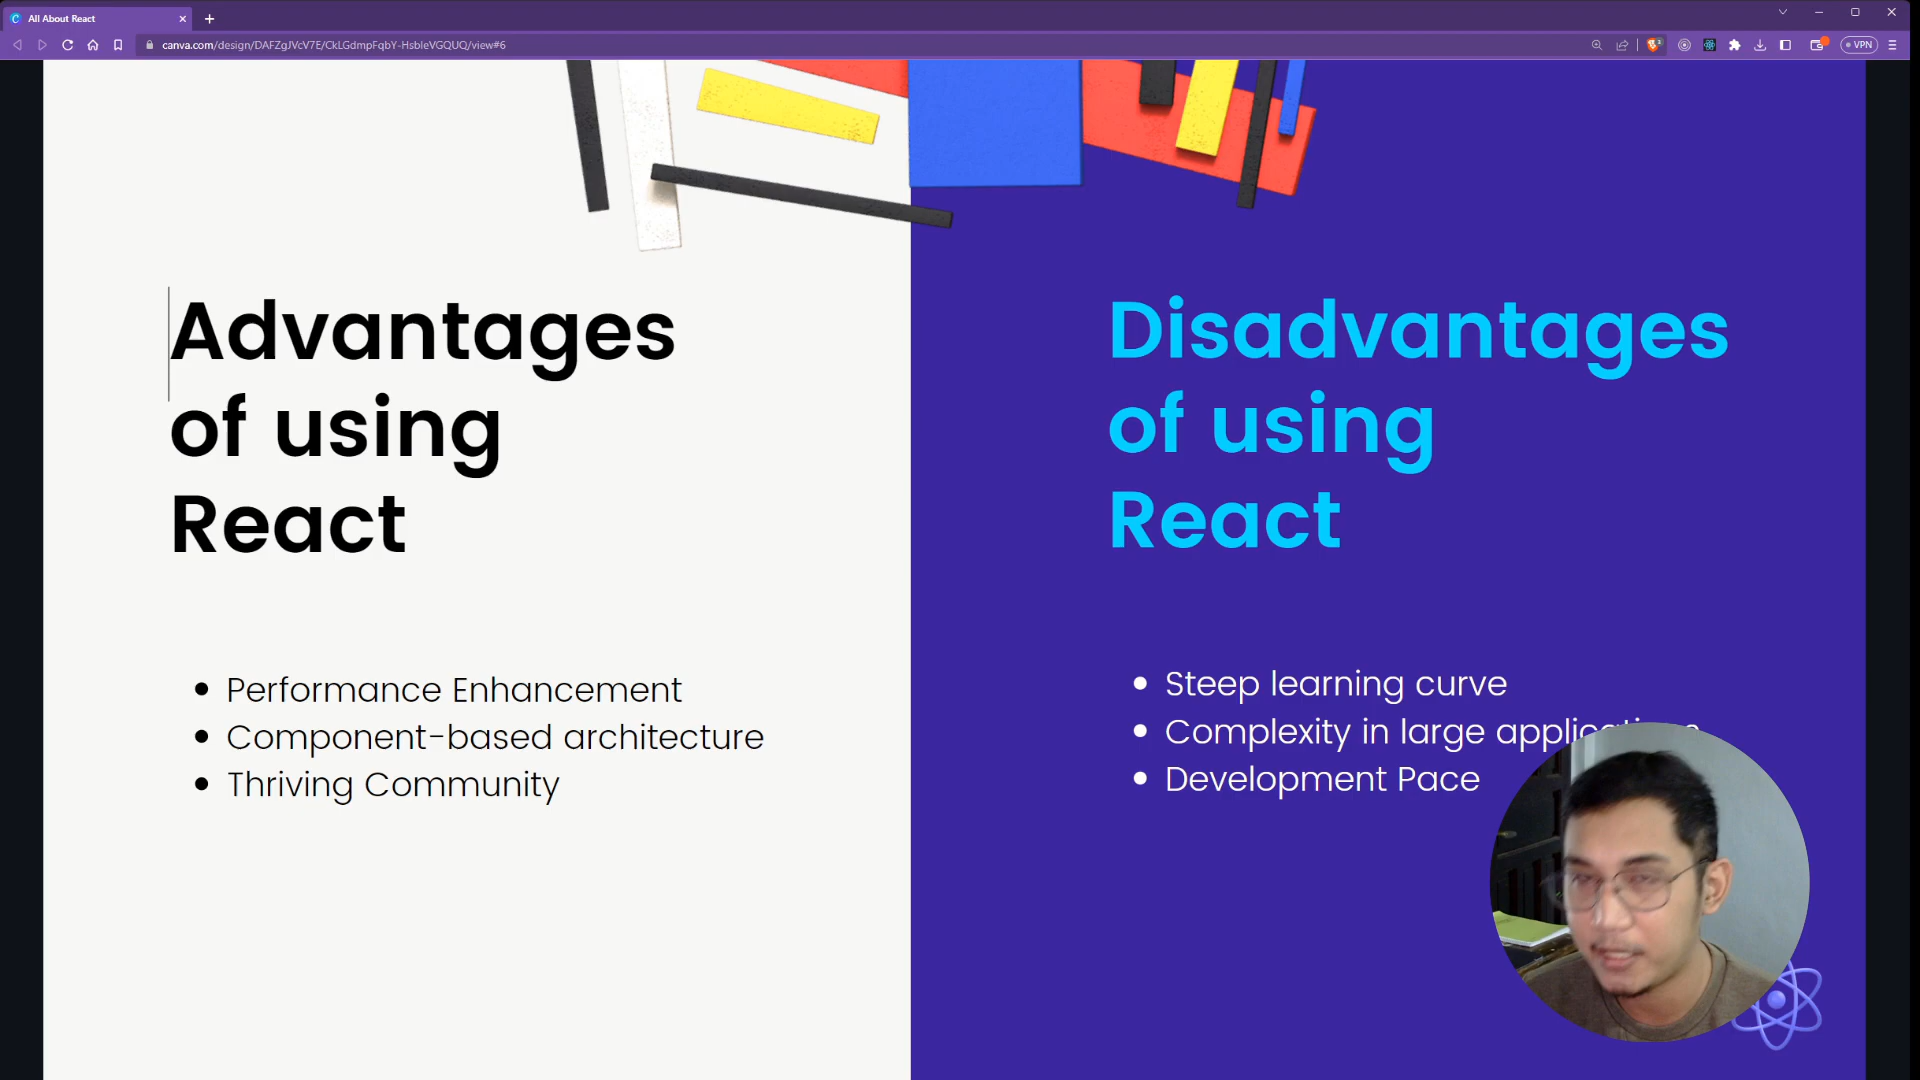 All About React
canva.com/design/DAFZgJVcV7E/CkLGdmpFqbY-HsbleVGQUQ/view#6
VPN
Advantages
of using
React
Performance Enhancement
Component-based architecture
Thriving Community
Disadvantages
of using
React
Steep learning curve
Complexity in large
Development Pace